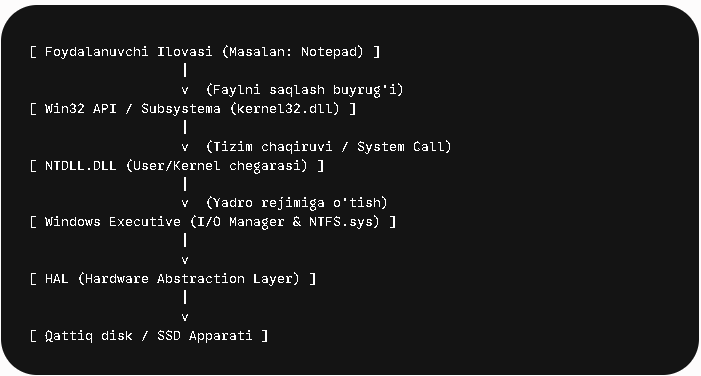 [ Foydalanuvchi Ilovasi (Masalan: Notepad) ]
|
v (Faylni saqlash buyrug'i)
[ Win32 API / Subsystema (kernel32.dll) ]
|
v (Tizim chaqiruvi / System Call)
[ NTDLL.DLL (User/Kernel chegarasi) ]
|
v (Yadro rejimiga o'tish)
[ Windows Executive (I/O Manager & NTFS.sys) ]
|
v
[ HAL (Hardware Abstraction Layer) ]
|
v
[ Qattiq disk / SSD Apparati ]